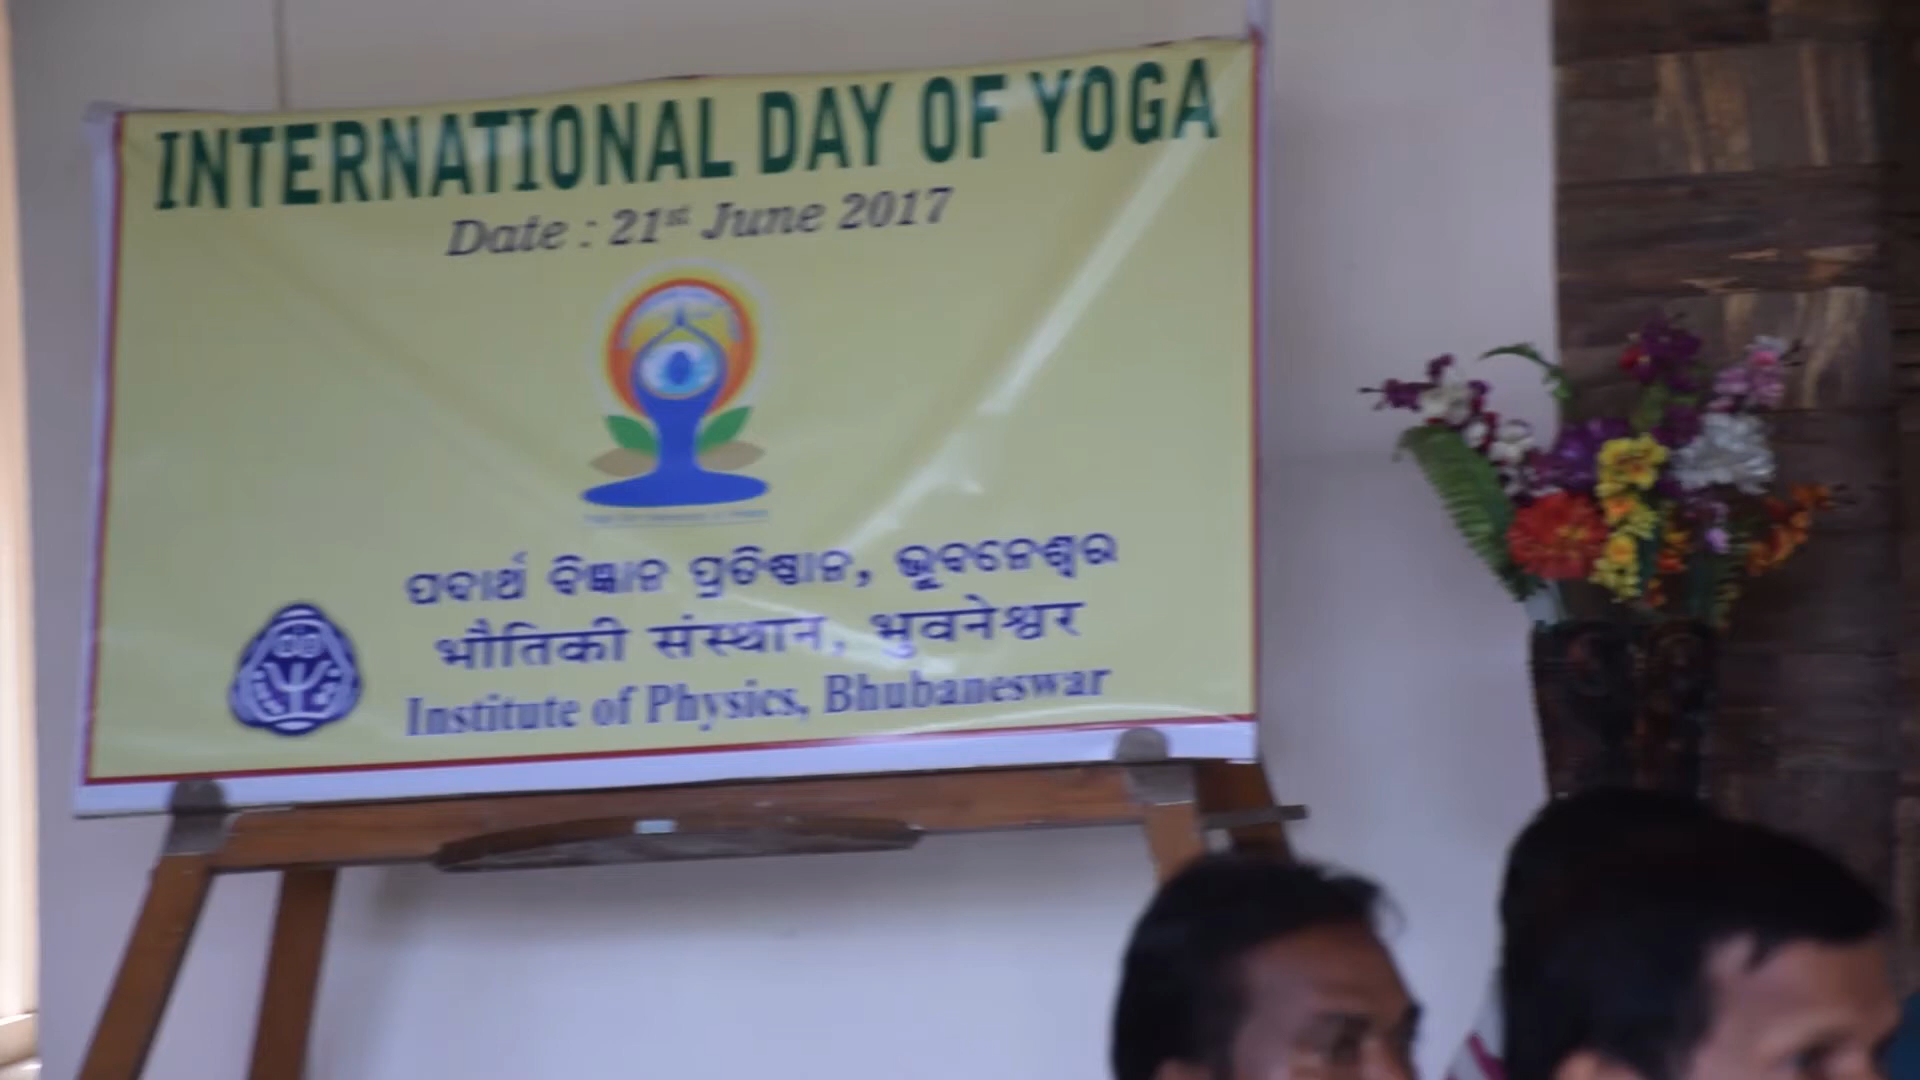 INTERNATIONAL DAY OF YOGA
Date : 21st June 2017
ପଦାର୍ଥ ବିଜ୍ଞାନ ପ୍ରତିଷ୍ଠାନ, ଭୁବନେଶ୍ୱର
भौतिकी संस्थान, भुवनेश्वर
Institute of Physics, Bhubaneswar